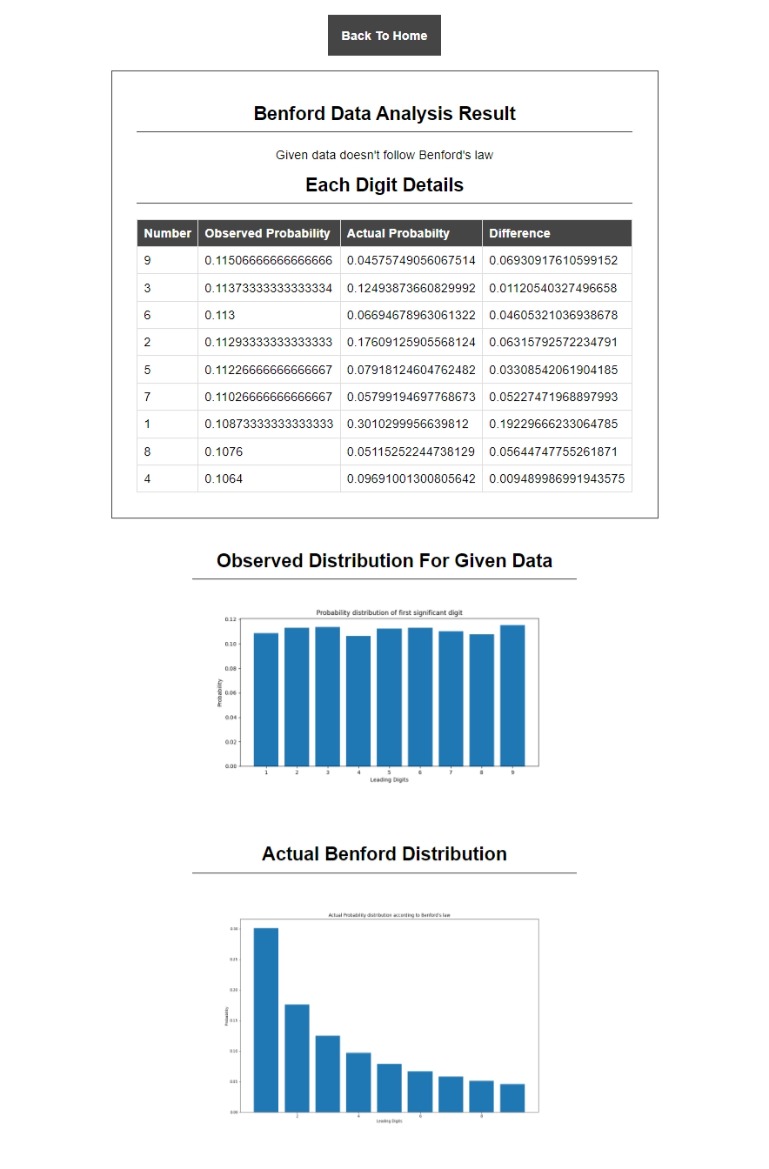 Back To Home
Benford Data Analysis Result
Given data doesn't follow Benford's law
Each Digit Details
Number Observed Probability Actual Probabilty Difference
9 0.11506666666666666 0.04575749056067514 0.06930917610599152
3 0.11373333333333334 0.12493873660829992 0.01120540327496658
6 0.113 0.06694678963061322 0.04605321036938678
2 0.11293333333333333 0.17609125905568124 0.06315792572234791
5 0.11226666666666667 0.07918124604762482 0.03308542061904185
7 0.11026666666666667 0.05799194697768673 0.05227471968897993
1 0.10873333333333333 0.3010299956639812 0.19229666233064785
8 0.1076 0.05115252244738129 0.05644747755261871
4 0.1064 0.09691001300805642 0.009489986991943575
Observed Distribution For Given Data
Probability distribution of first significant digit
0.12
0.10
0.08
0.06
0.04
0.02
0.00
Probability
1 2 3 4 5 6 7 8 9
Leading Digits
Actual Benford Distribution
Actual Probability distribution according to Benford's law
0.30
0.25
0.20
0.15
0.10
0.05
0.00
Probability
2 4 6 8
Leading Digits